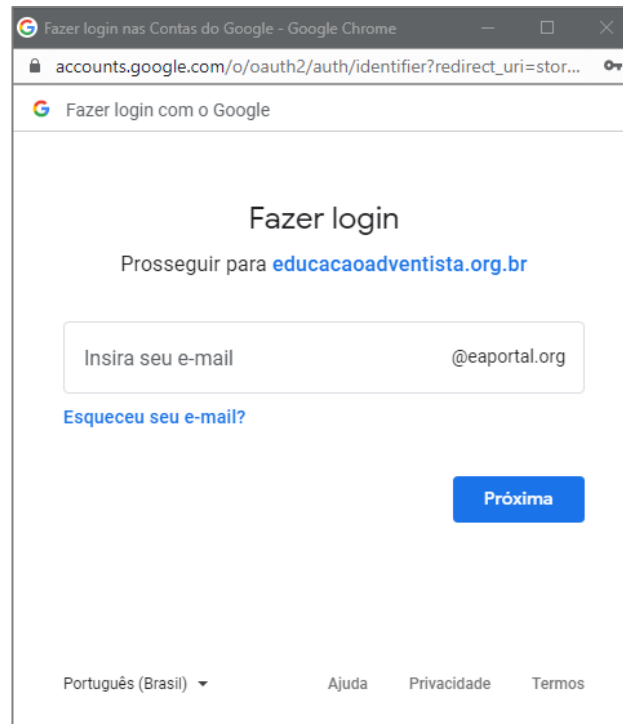 Fazer login nas Contas do Google - Google Chrome
accounts.google.com/o/oauth2/auth/identifier?redirect_uri=stor...
Fazer login com o Google
Fazer login
Prosseguir para educacaoadventista.org.br
Insira seu e-mail @eaportal.org
Esqueceu seu e-mail?
Próxima
Português (Brasil) Ajuda Privacidade Termos